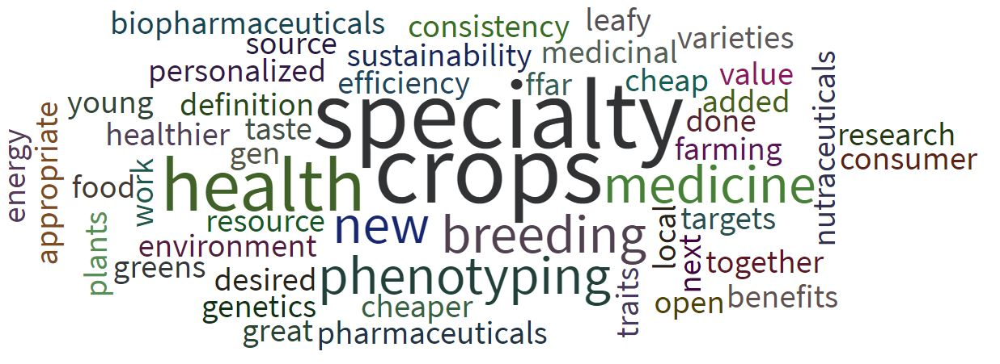 biopharmaceuticals
consistency
leafy
source
sustainability
medicinal
varieties
personalized
efficiency
ffar
cheap
value
young
definition
specialty
added
nutraceuticals
appropriate
healthier
taste
done
research
energy
gen
farming
consumer
food
work
health
crops
medicine
resource
new
breeding
local
targets
plants
environment
greens
desired
phenotyping
traits
next
together
genetics
cheaper
open
benefits
great
pharmaceuticals